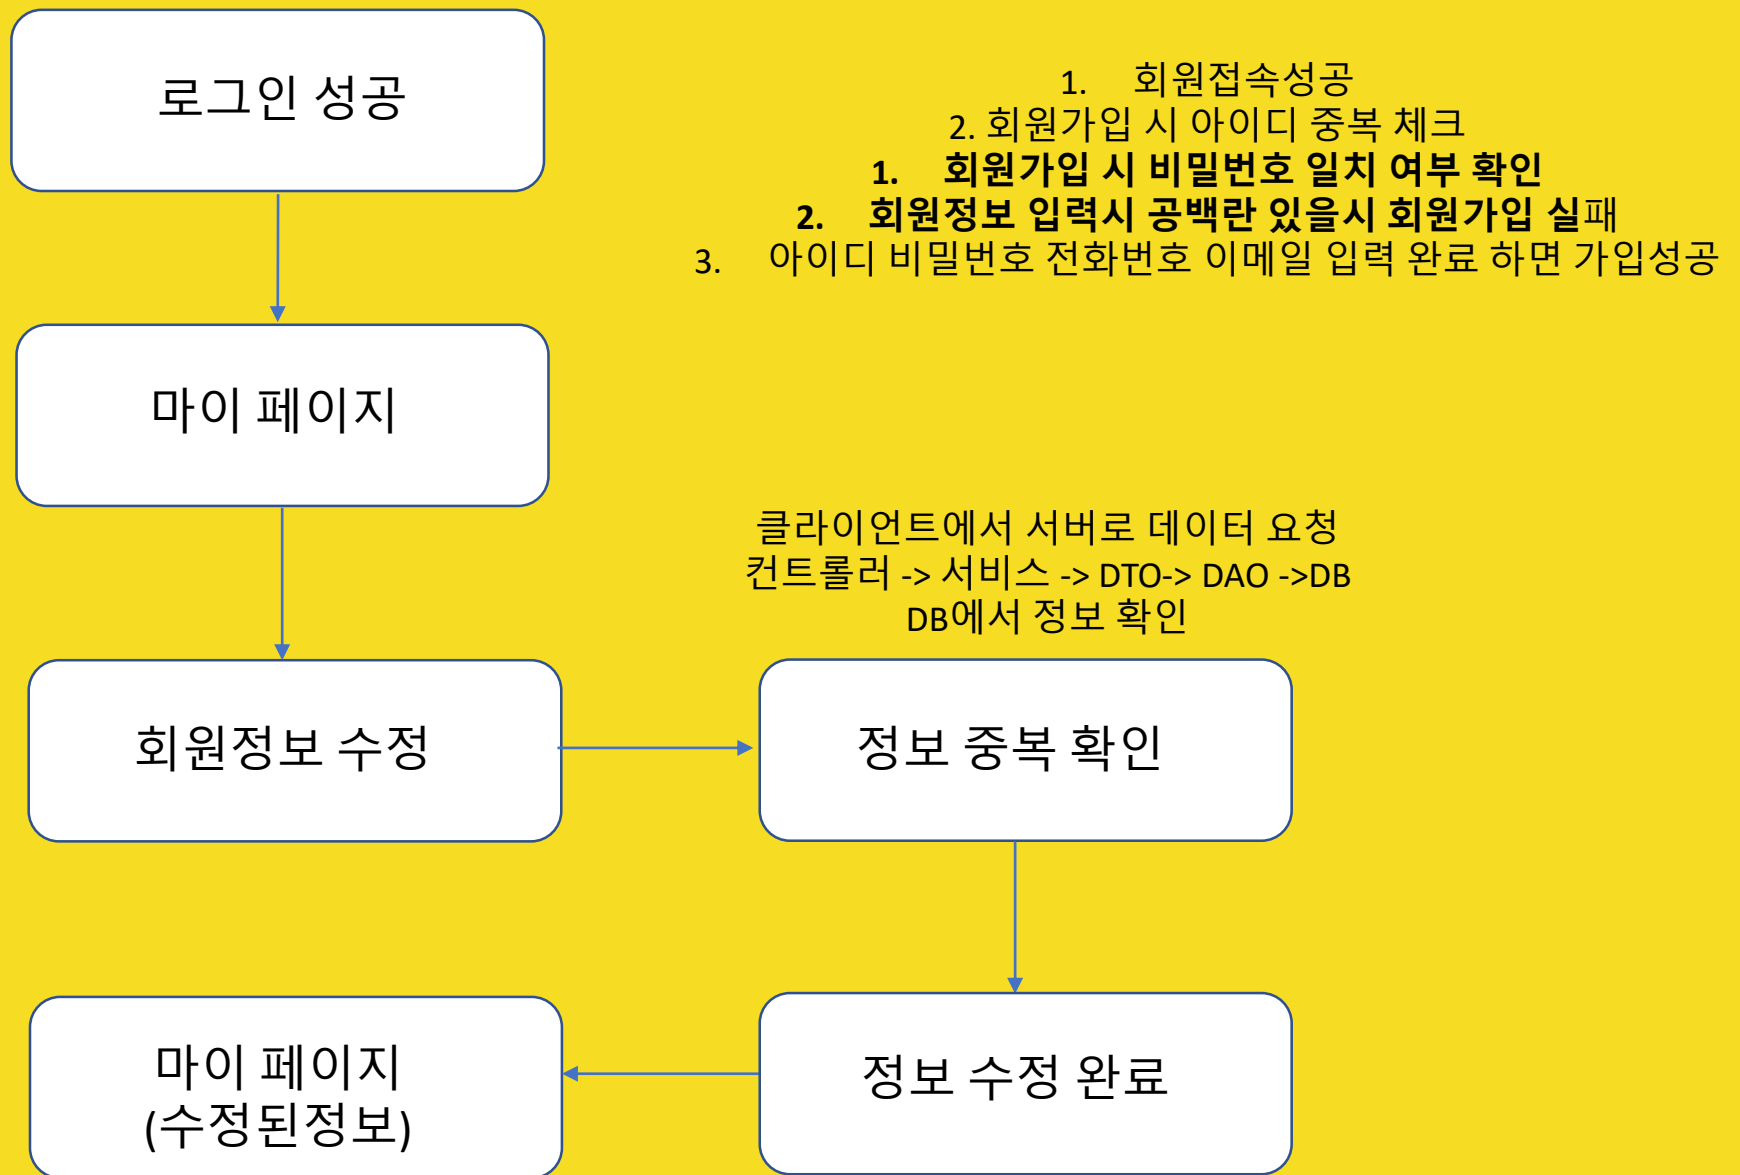 로그인 성공
1. 회원접속성공
2. 회원가입 시 아이디 중복 체크
1. 회원가입 시 비밀번호 일치 여부 확인
2. 회원정보 입력시 공백란 있을시 회원가입 실패
3. 아이디 비밀번호 전화번호 이메일 입력 완료 하면 가입성공
마이 페이지
클라이언트에서 서버로 데이터 요청
컨트롤러 -> 서비스 -> DTO-> DAO ->DB
DB에서 정보 확인
회원정보 수정
정보 중복 확인
마이 페이지
(수정된정보)
정보 수정 완료